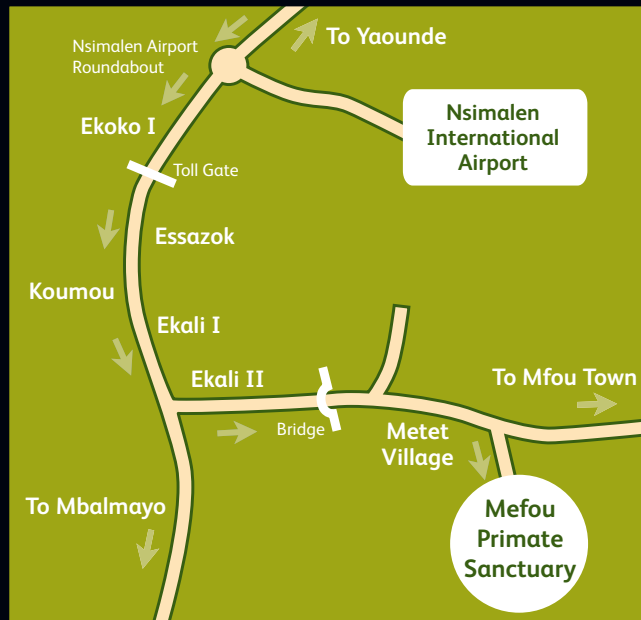 To Yaounde
Nsimalen Airport
Roundabout
Nsimalen
International
Airport
Ekoko I
Toll Gate
Essazok
Koumou
Ekali I
Ekali II
To Mfou Town
Bridge
Metet
Village
To Mbalmayo
Mefou
Primate
Sanctuary